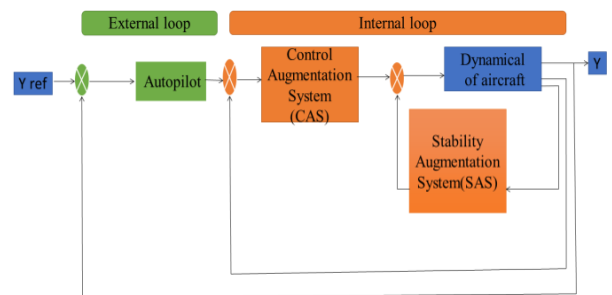 External loop
Internal loop
Y ref
Autopilot
Control
Augmentation
System
(CAS)
Dynamical
of aircraft
Y
Stability
Augmentation
System(SAS)